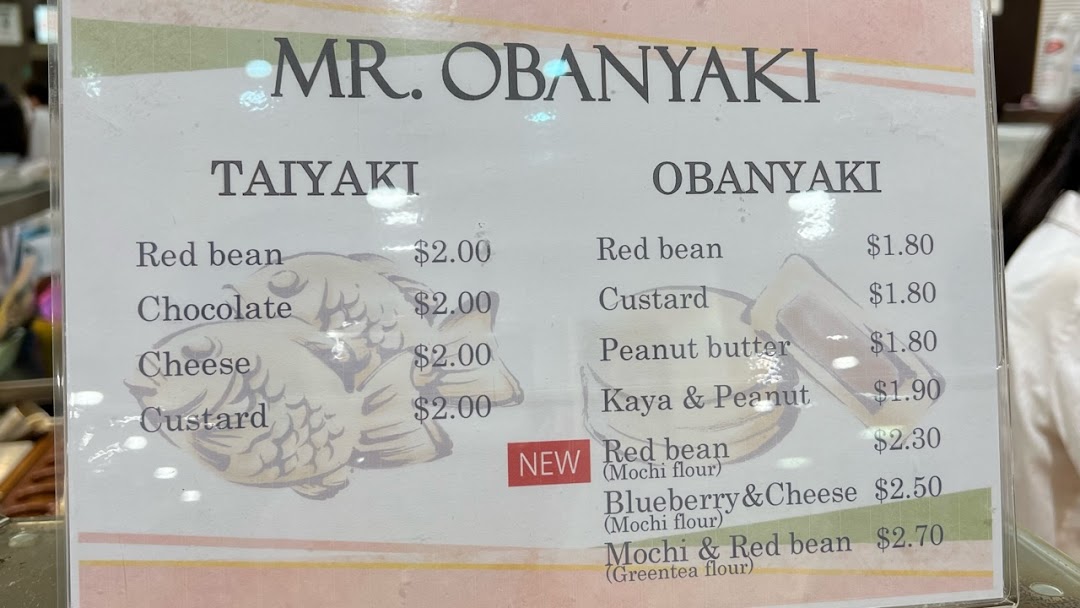 MR. OBANYAKI
TAIYAKI
Red bean $2.00
Chocolate $2.00
Cheese $2.00
Custard $2.00
OBANYAKI
Red bean $1.80
Custard $1.80
Peanut butter $1.80
Kaya & Peanut $1.90
NEW Red bean $2.30
(Mochi flour)
Blueberry&Cheese $2.50
(Mochi flour)
Mochi & Red bean $2.70
(Greentea flour)